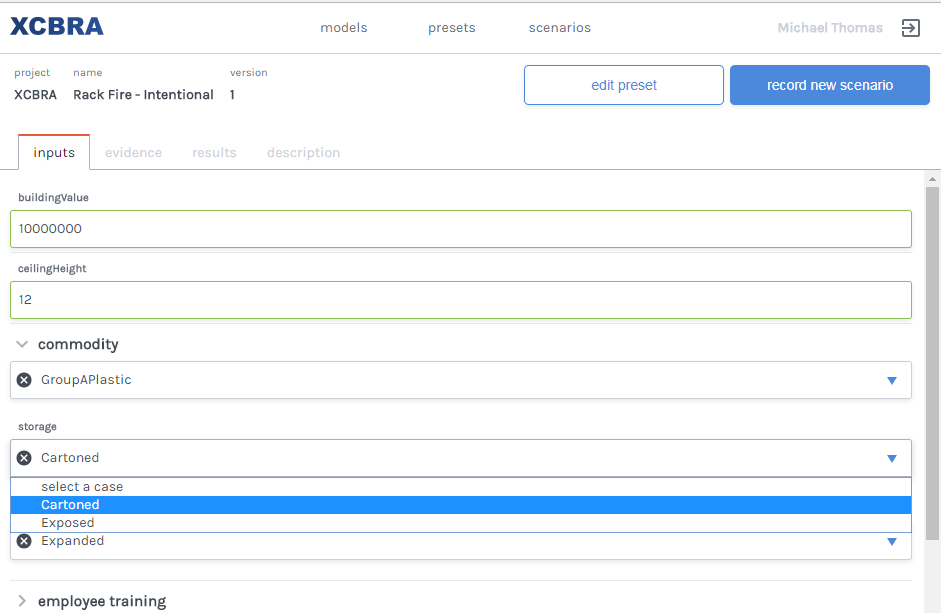 XCBRA models presets scenarios Michael Thomas
project name version
XCBRA Rack Fire - Intentional 1
edit preset record new scenario
inputs evidence results description
buildingValue
10000000
ceilingHeight
12
commodity
GroupAPlastic
storage
Cartoned
select a case
Cartoned
Exposed
Expanded
employee training